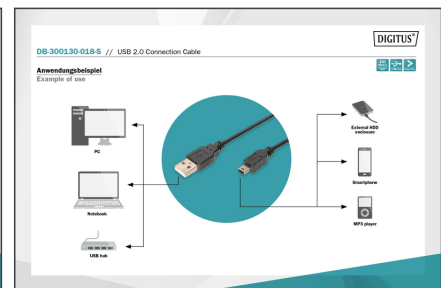 DIGITUS®
DB-300130-018-S // USB 2.0 Connection Cable
Anwendungsbeispiel
Example of use
PC
Notebook
USB hub
External HDD
enclosure
Smartphone
MP3 player